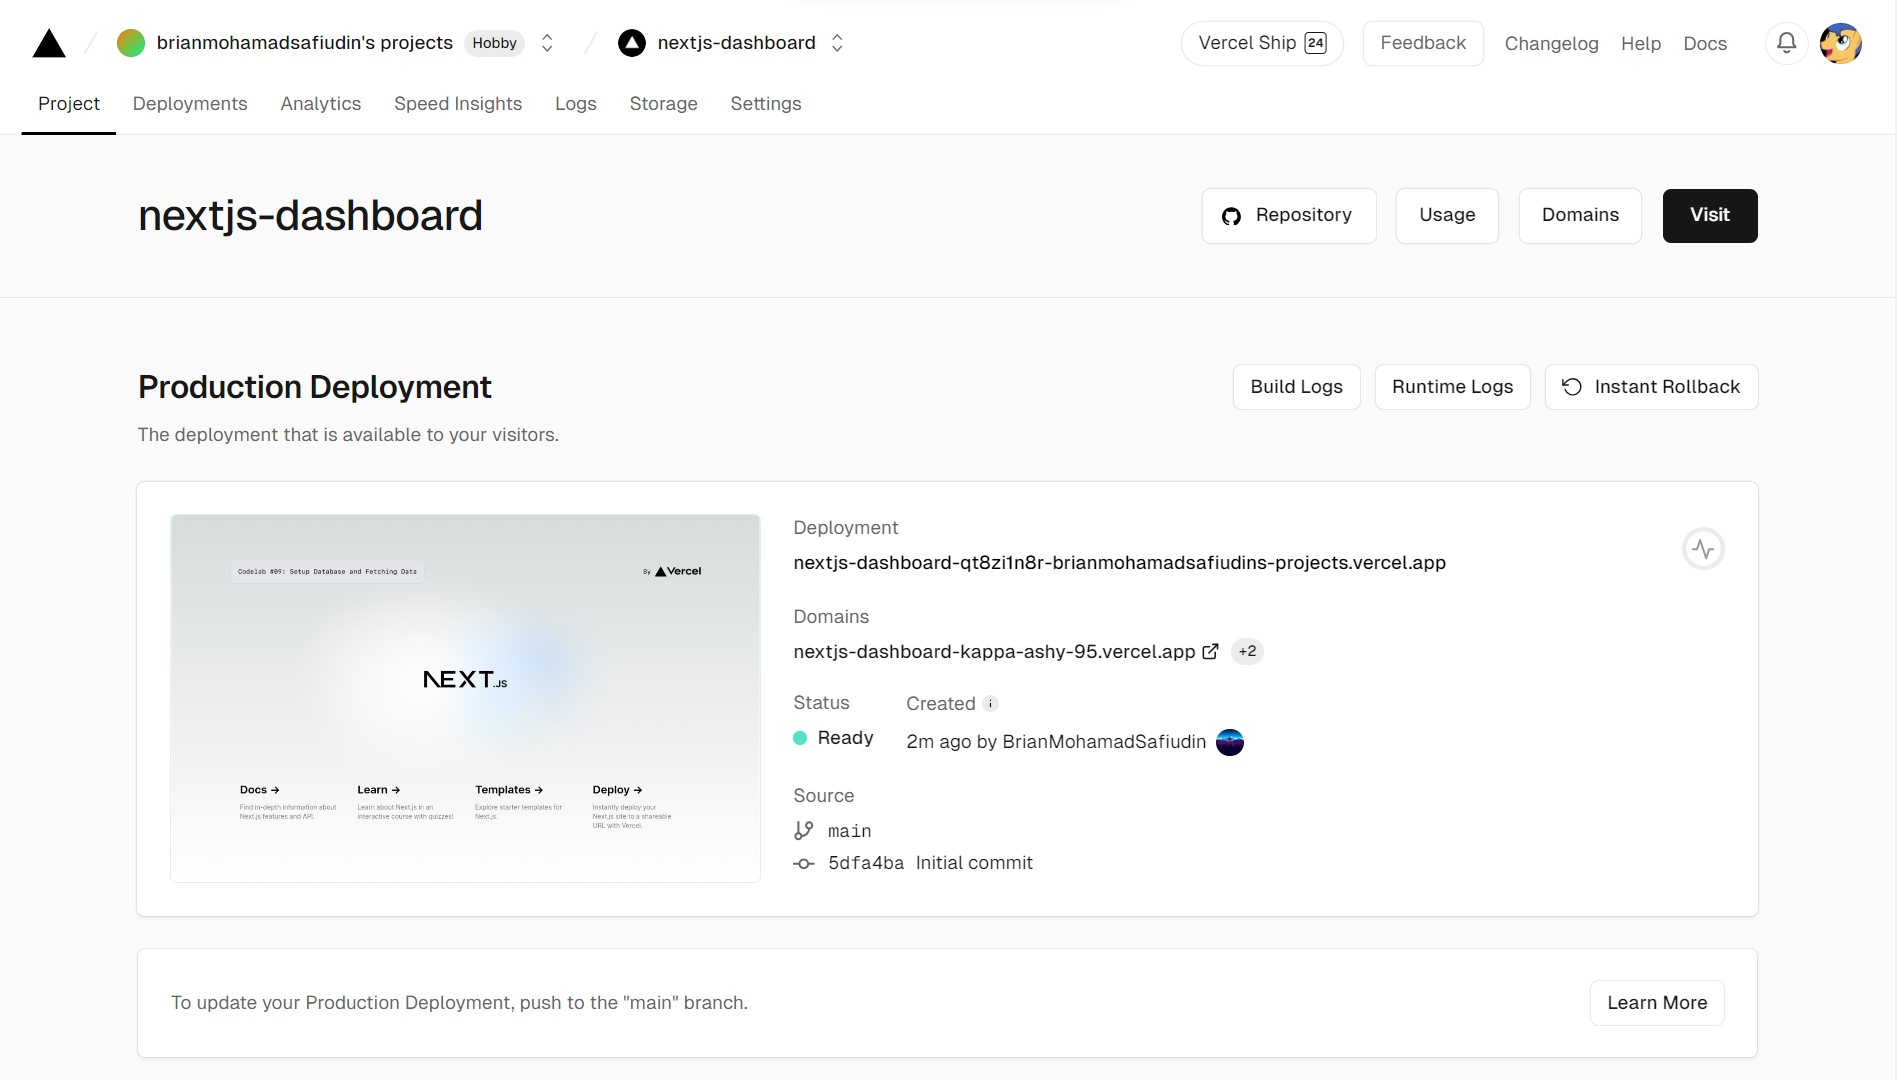 brianmohamadsafiudin's projects Hobby nextjs-dashboard Vercel Ship 24 Feedback Changelog Help Docs
Project Deployments Analytics Speed Insights Logs Storage Settings
nextjs-dashboard
Repository Usage Domains Visit
Production Deployment
Build Logs Runtime Logs Instant Rollback
The deployment that is available to your visitors.
Codelab #09: Setup Database and Fetching Data
By Vercel
NEXT.JS
Docs → Learn → Templates → Deploy →
Find in-depth information about Learn about Next.js in an Explore starter templates for Instantly deploy your
Next.js features and API. interactive course with quizzes! Next.js. Next.js site to a shareable
URL with Vercel.
Deployment
nextjs-dashboard-qt8zi1n8r-brianmohamadsafiudins-projects.vercel.app
Domains
nextjs-dashboard-kappa-ashy-95.vercel.app +2
Status Created i
Ready 2m ago by BrianMohamadSafiudin
Source
main
5dfa4ba Initial commit
To update your Production Deployment, push to the "main" branch.
Learn More